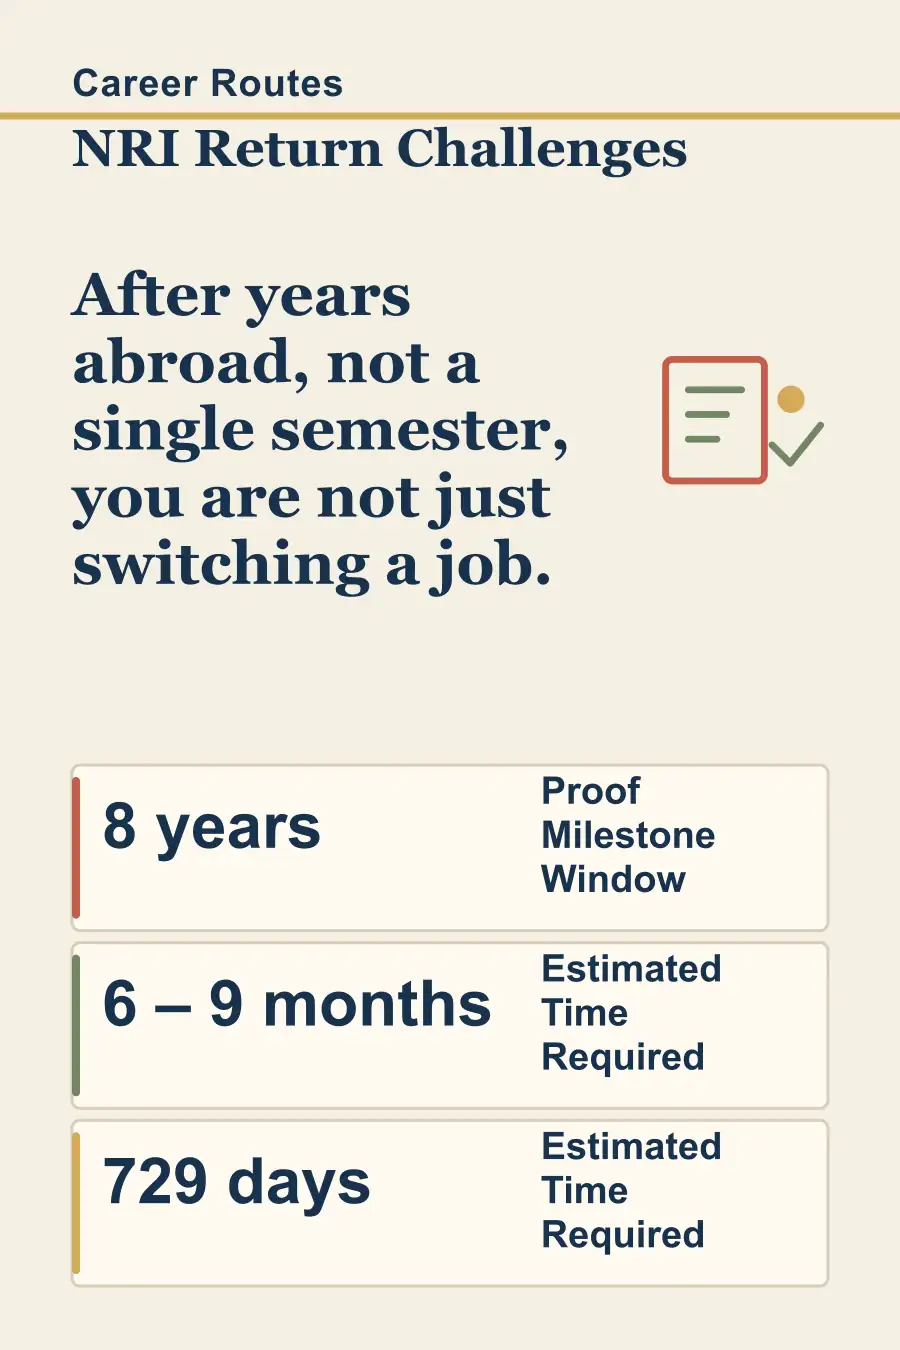 Career Routes
NRI Return Challenges
After years
abroad, not a
single semester,
you are not just
switching a job.
8 years
Proof
Milestone
Window
6 – 9 months
Estimated
Time
Required
729 days
Estimated
Time
Required